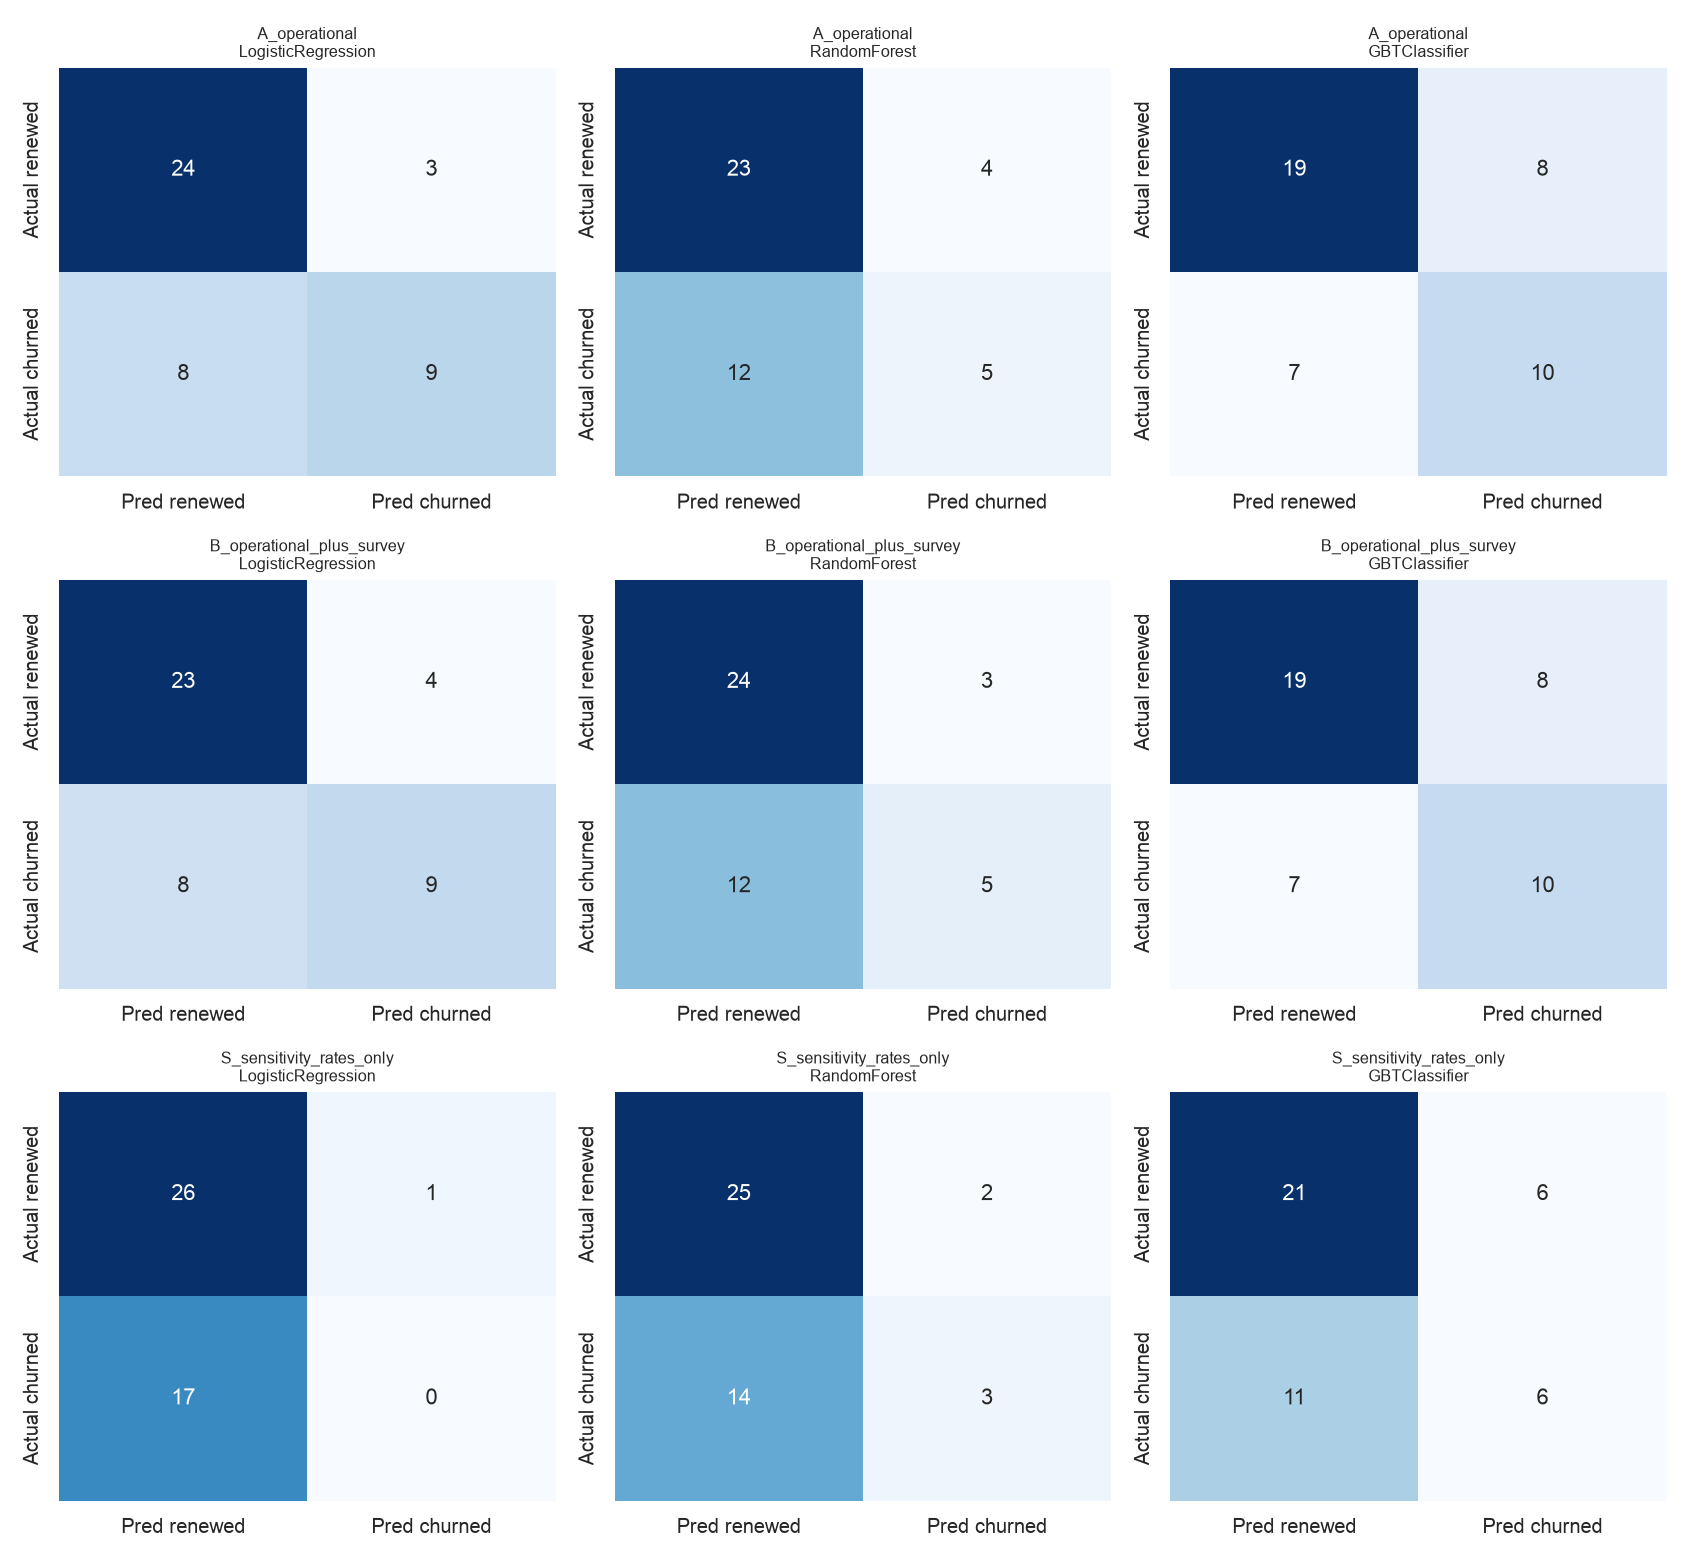 A_operational
LogisticRegression
Actual renewed
24
3
Actual churned
8
9
Pred renewed
Pred churned
A_operational
RandomForest
Actual renewed
23
4
Actual churned
12
5
Pred renewed
Pred churned
A_operational
GBTClassifier
Actual renewed
19
8
Actual churned
7
10
Pred renewed
Pred churned
B_operational_plus_survey
LogisticRegression
Actual renewed
23
4
Actual churned
8
9
Pred renewed
Pred churned
B_operational_plus_survey
RandomForest
Actual renewed
24
3
Actual churned
12
5
Pred renewed
Pred churned
B_operational_plus_survey
GBTClassifier
Actual renewed
19
8
Actual churned
7
10
Pred renewed
Pred churned
S_sensitivity_rates_only
LogisticRegression
Actual renewed
26
1
Actual churned
17
0
Pred renewed
Pred churned
S_sensitivity_rates_only
RandomForest
Actual renewed
25
2
Actual churned
14
3
Pred renewed
Pred churned
S_sensitivity_rates_only
GBTClassifier
Actual renewed
21
6
Actual churned
11
6
Pred renewed
Pred churned